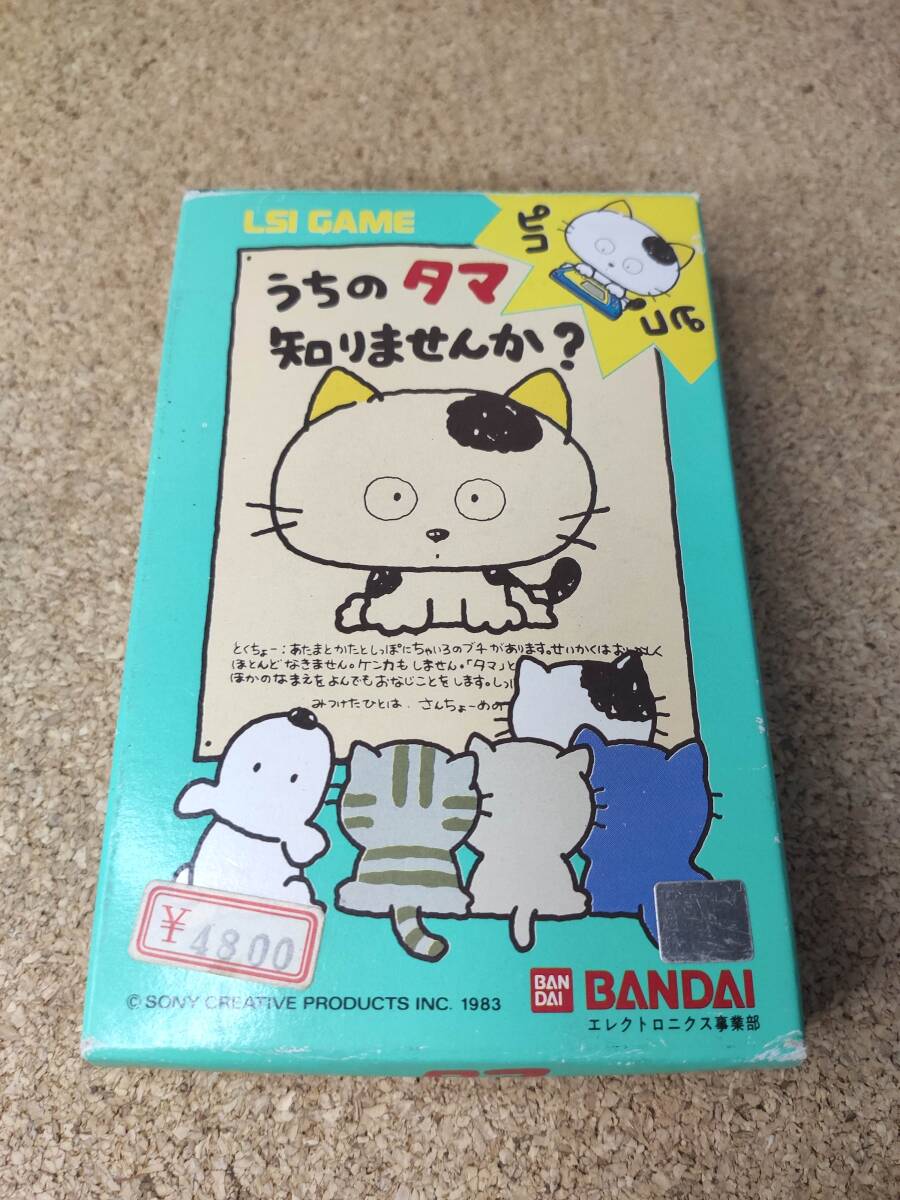 LSI GAME
ピコ
ピコ
うちのタマ
知りませんか?
とくちょー:あたまとかたとしっぽにちゃいろのブチがあります。せいかくはおとなしく
ほとんどなきません。ケンカもしません。「タマ」と
ほかのなまえをよんでもおなじことをします。しっ
みつけたひとは、さんちょーめの
¥4800
© SONY CREATIVE PRODUCTS INC. 1983
BAN
DAI
BANDAI
エレクトロニクス事業部
タマ